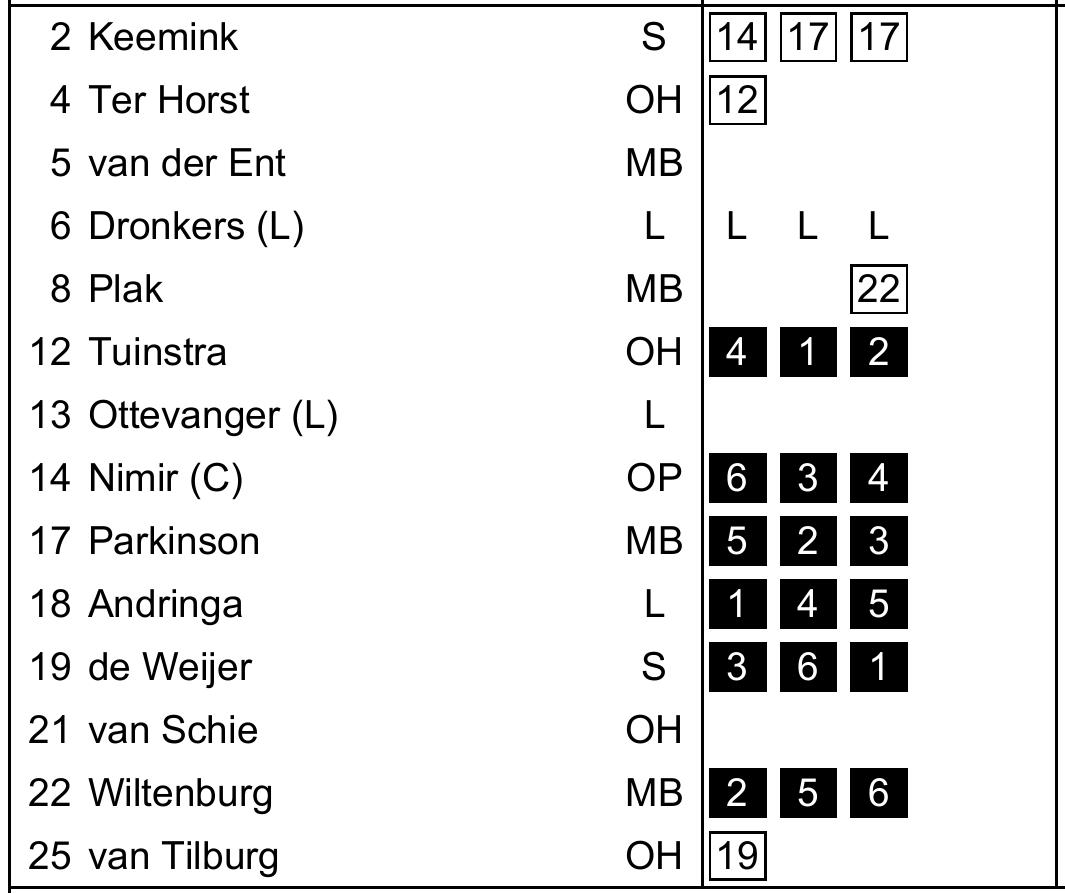 2 Keemink S 14 17 17
4 Ter Horst OH 12
5 van der Ent MB
6 Dronkers (L) L L L L
8 Plak MB 22
12 Tuinstra OH 4 1 2
13 Ottevanger (L) L
14 Nimir (C) OP 6 3 4
17 Parkinson MB 5 2 3
18 Andringa L 1 4 5
19 de Weijer S 3 6 1
21 van Schie OH
22 Wiltenburg MB 2 5 6
25 van Tilburg OH 19